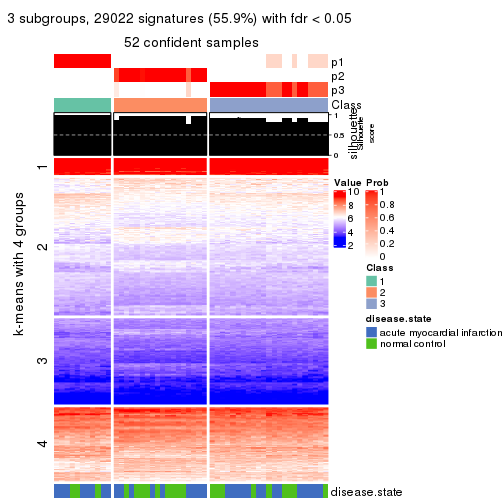 3 subgroups, 29022 signatures (55.9%) with fdr < 0.05
52 confident samples
p1
p2
p3
Class
1
0.5
0
silhouette
Silhouette
score
k-means with 4 groups
1
2
3
4
Value
10
8
6
4
2
Prob
1
0.8
0.6
0.4
0.2
0
Class
1
2
3
disease.state
acute myocardial infarction
normal control
disease.state